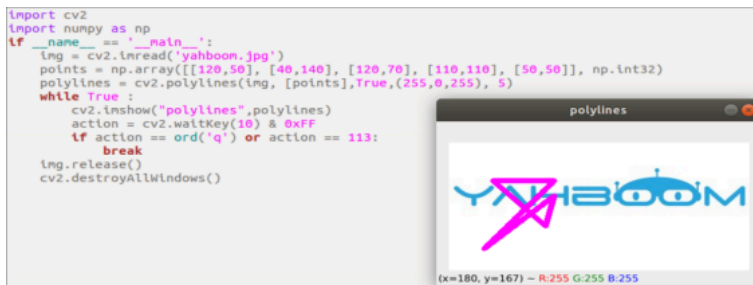 import cv2
import numpy as np
if __name__ == '__main__':
    img = cv2.imread('yahboom.jpg')
    points = np.array([[120,50], [40,140], [120,70], [110,110], [50,50]], np.int32)
    polylines = cv2.polylines(img, [points],True,(255,0,255), 5)
    while True :
        cv2.imshow("polylines",polylines)
        action = cv2.waitKey(10) & 0xFF
        if action == ord('q') or action == 113:
            break
    img.release()
    cv2.destroyAllWindows()
polylines
YAHBOOM
(x=180, y=167) ~ R:255 G:255 B:255